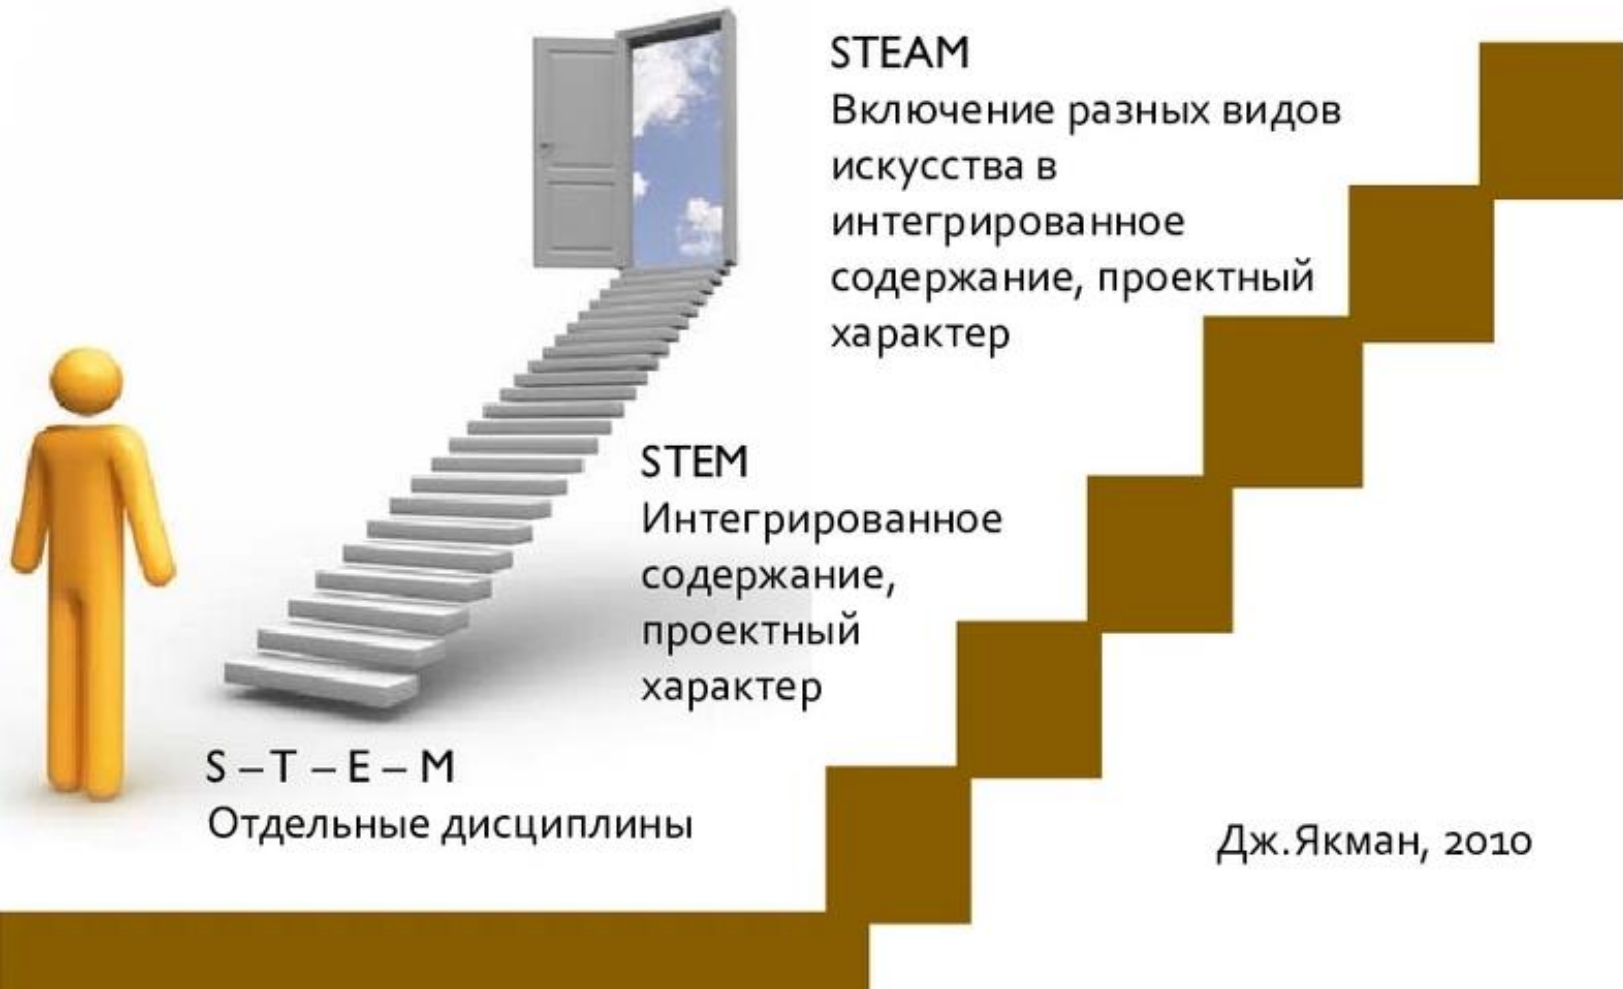 STEAM
Включение разных видов
искусства в
интегрированное
содержание, проектный
характер
STEM
Интегрированное
содержание,
проектный
характер
S – T – E – M
Отдельные дисциплины
Дж.Якман, 2010